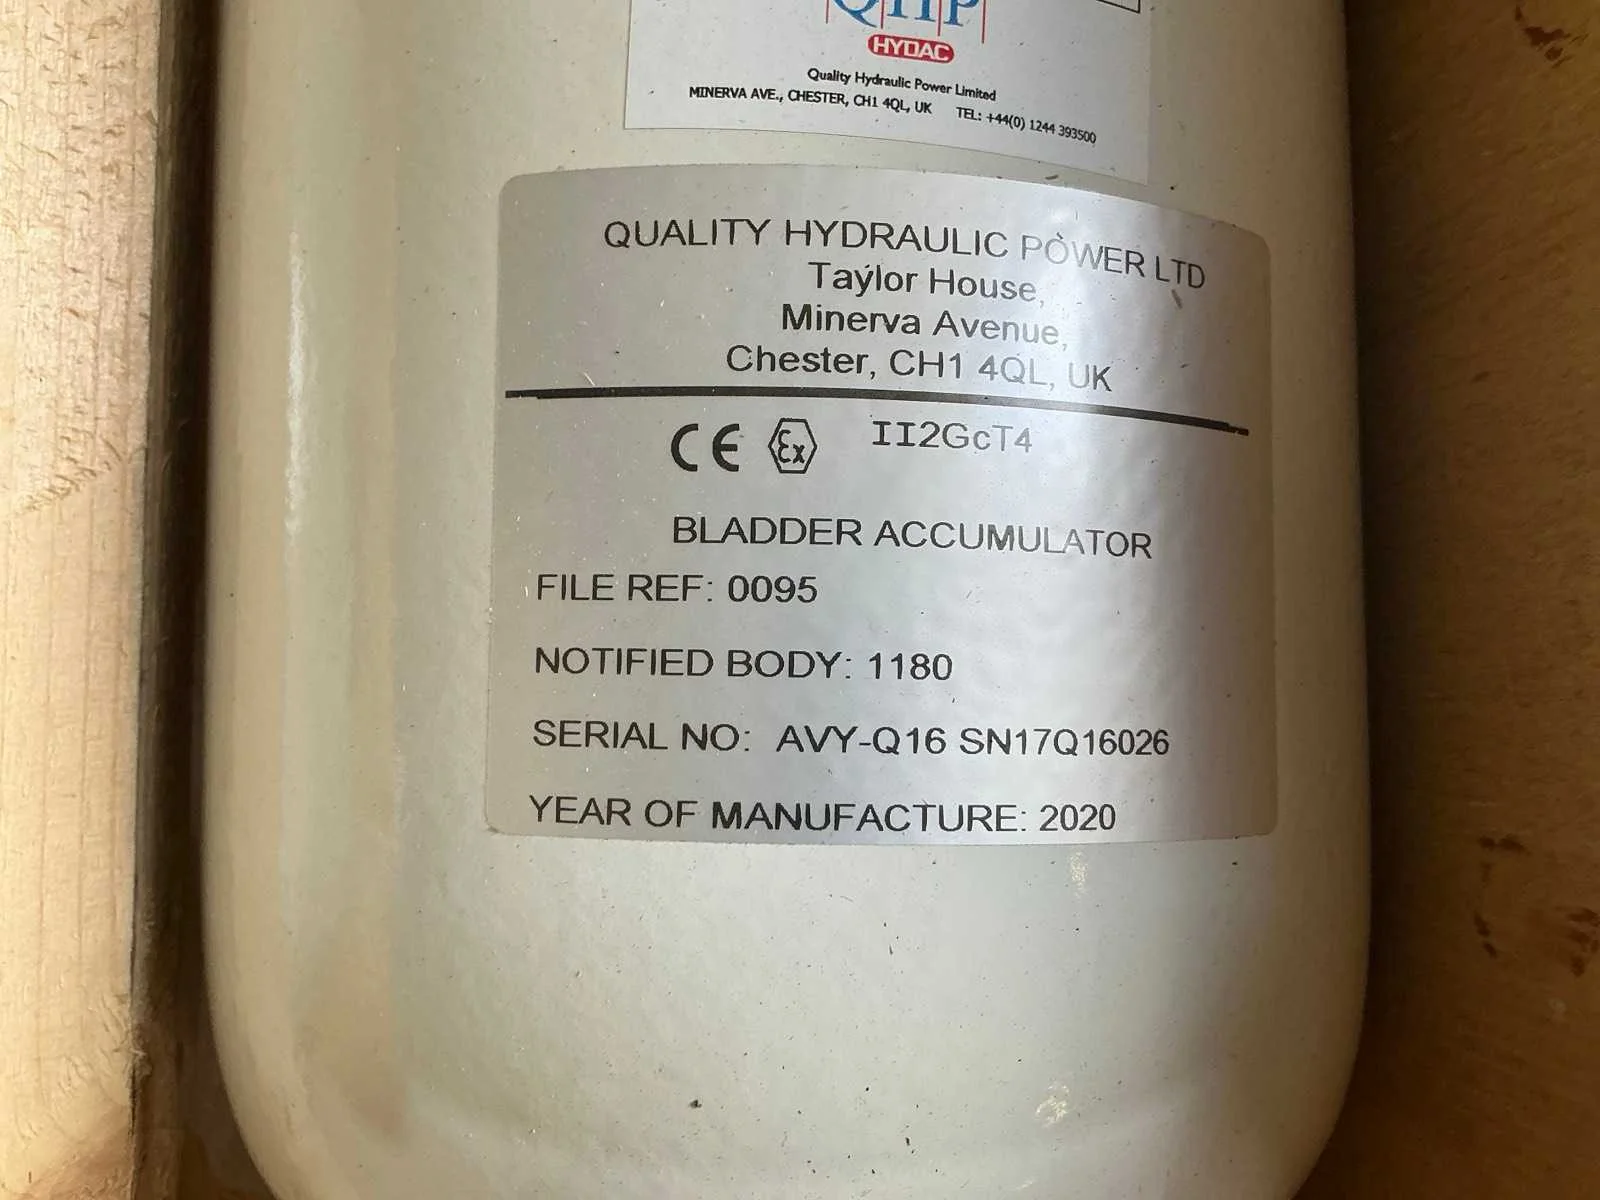 QHP
HYDAC
Quality Hydraulic Power Limited
MINERVA AVE., CHESTER, CH1 4QL, UK TEL: +44(0) 1244 393500
QUALITY HYDRAULIC POWER LTD
Taylor House,
Minerva Avenue,
Chester, CH1 4QL, UK
CE Ex II2GcT4
BLADDER ACCUMULATOR
FILE REF: 0095
NOTIFIED BODY: 1180
SERIAL NO: AVY-Q16 SN17Q16026
YEAR OF MANUFACTURE: 2020